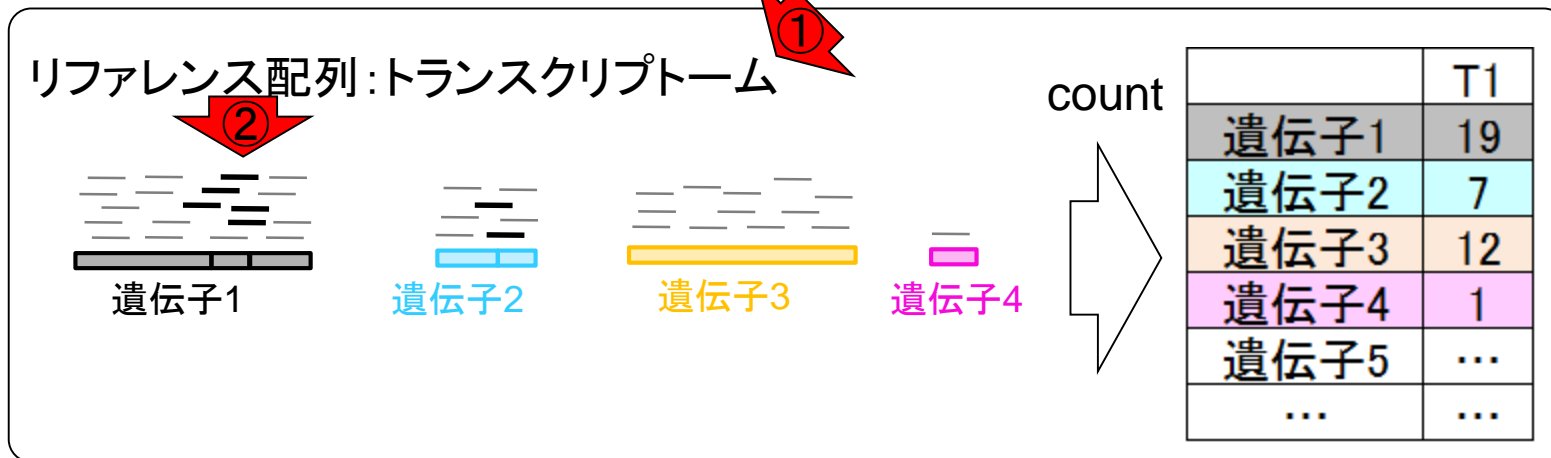 ①
リファレンス配列:トランスクリプトーム
②
遺伝子1
遺伝子2
遺伝子3
遺伝子4
count
T1
遺伝子1 19
遺伝子2 7
遺伝子3 12
遺伝子4 1
遺伝子5 …
… …